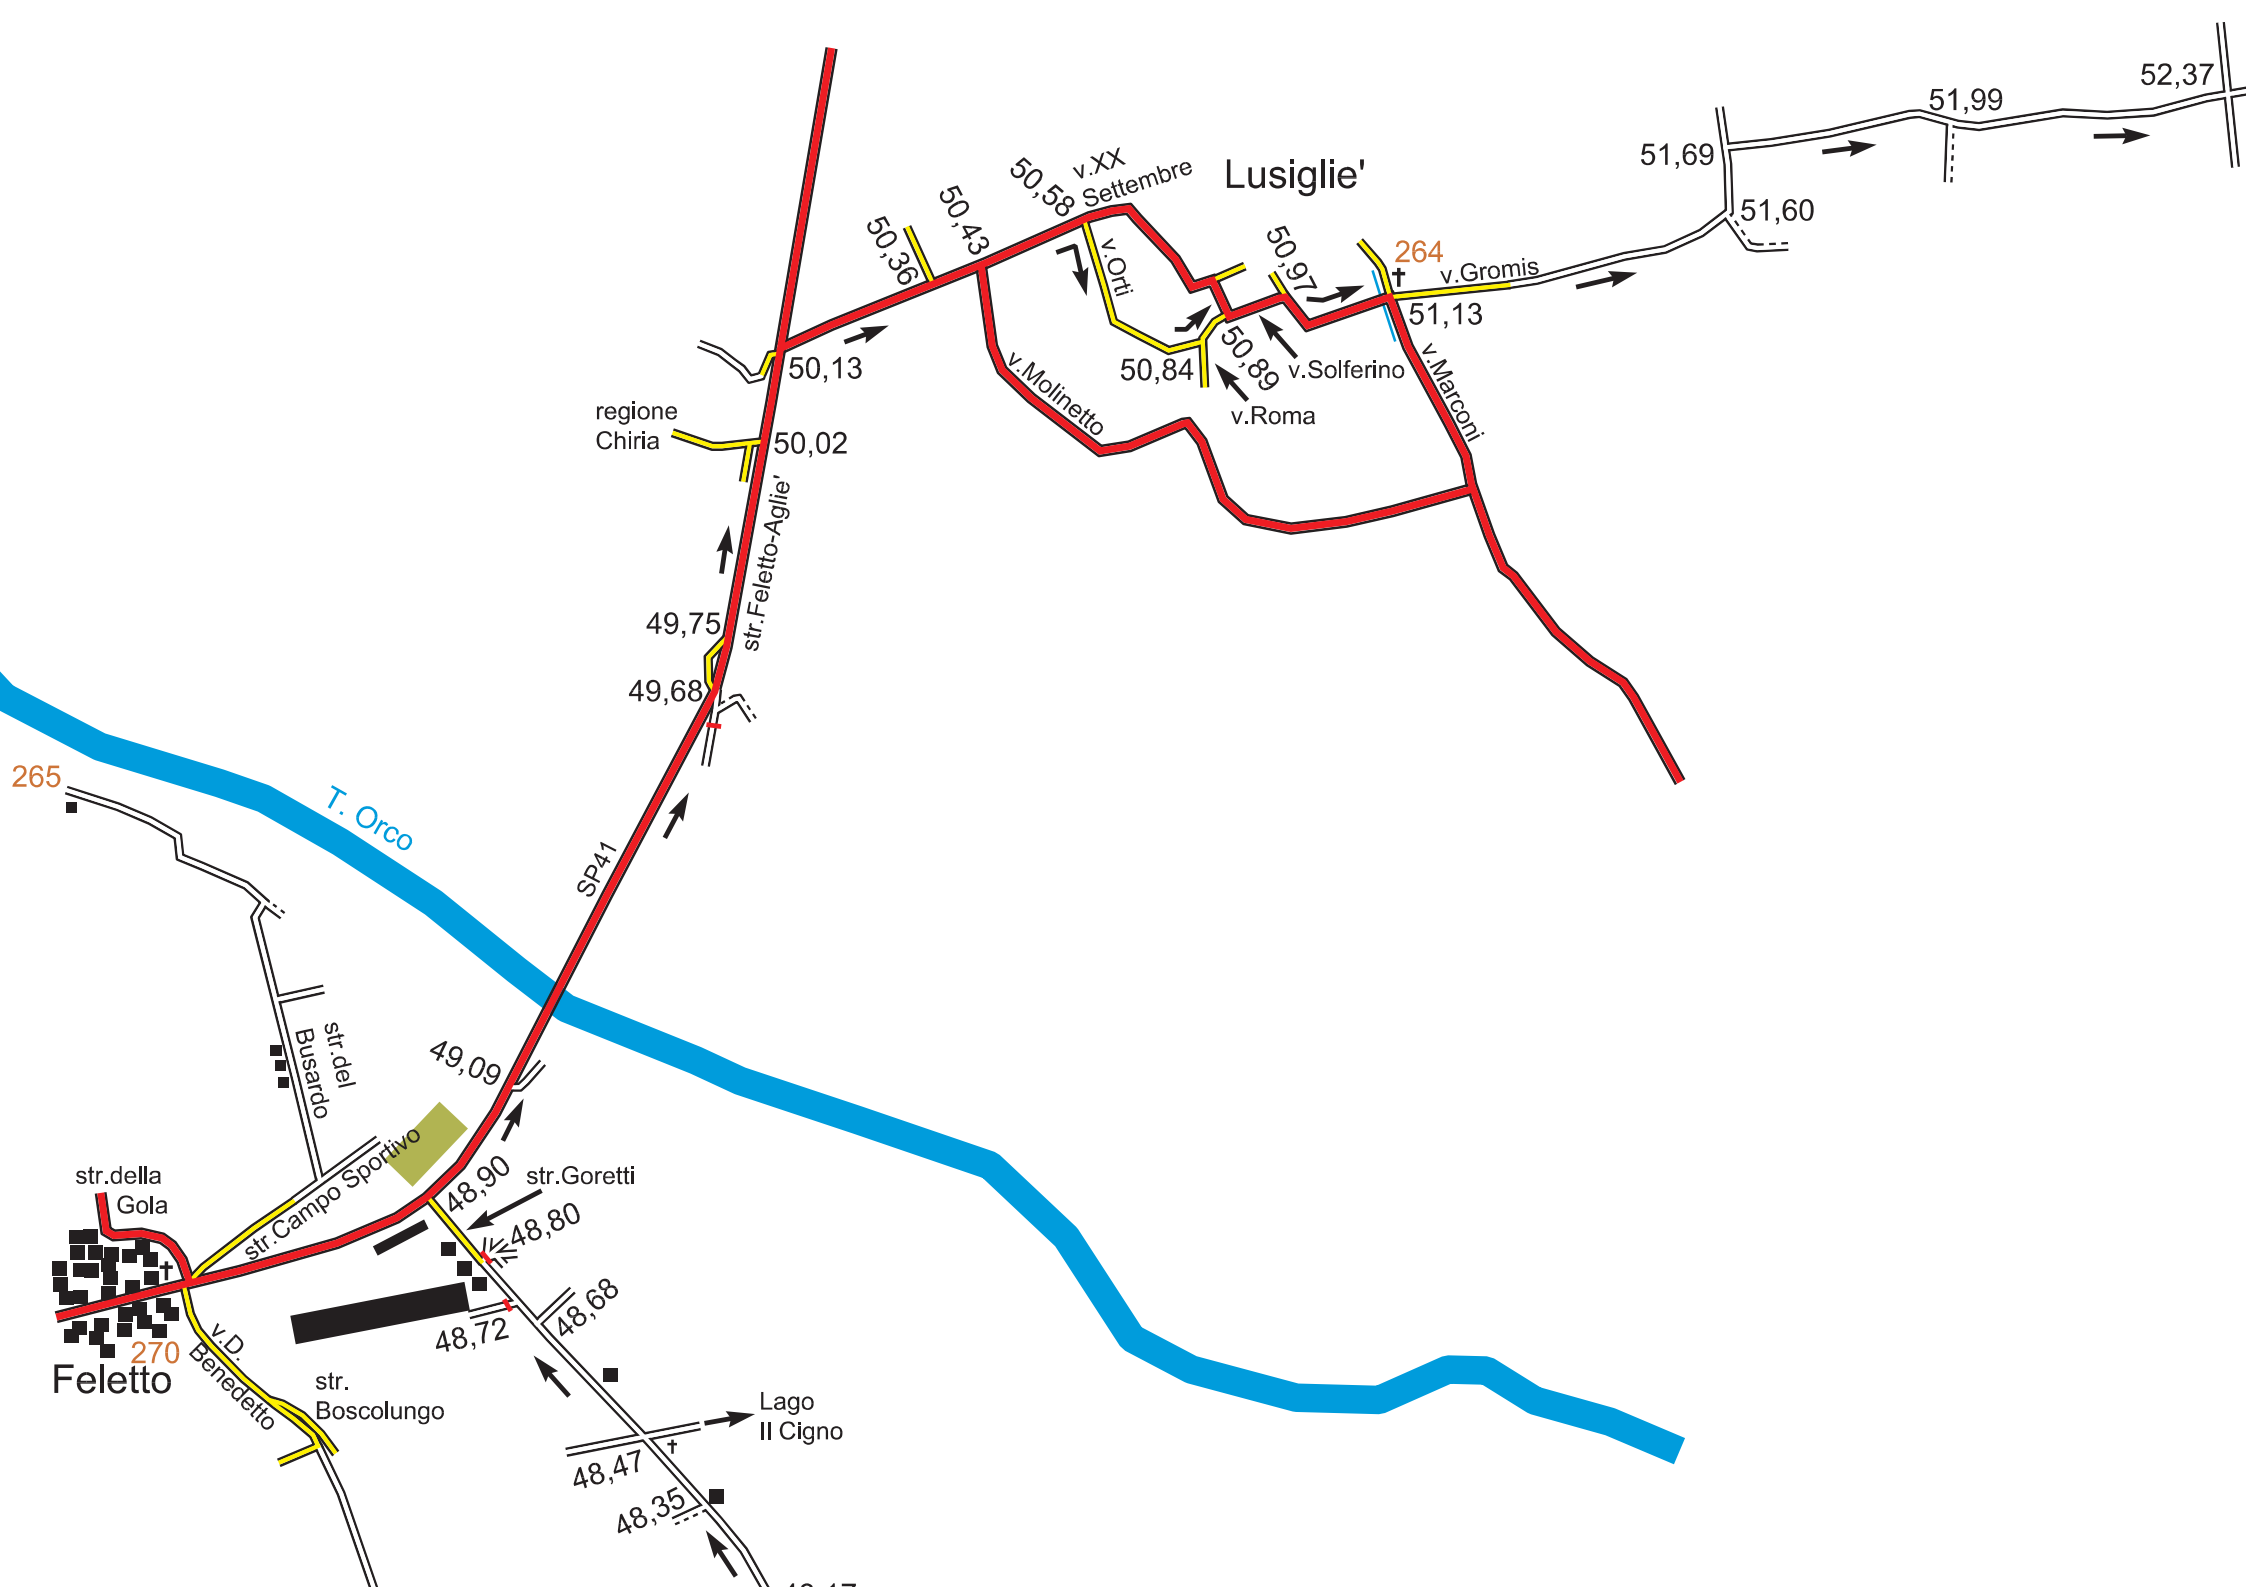 52,37
51,99
51,69
v.XX
Settembre
Lusiglie'
50,58
50,43
50,36
51,60
50,97
264
v.Gromis
v.Orti
51,13
50,13
50,84
50,89
v.Solferino
v.Roma
v.Molinetto
v.Marconi
regione
Chiria
50,02
str.Feletto-Aglie'
49,75
49,68
265
T. Orco
SP41
49,09
str.del
Busardo
str.della
Gola
str.Campo Sportivo
48,90
str.Goretti
48,80
48,68
48,72
270
Feletto
v.D.
Benedetto
str.
Boscolungo
Lago
Il Cigno
48,47
48,35